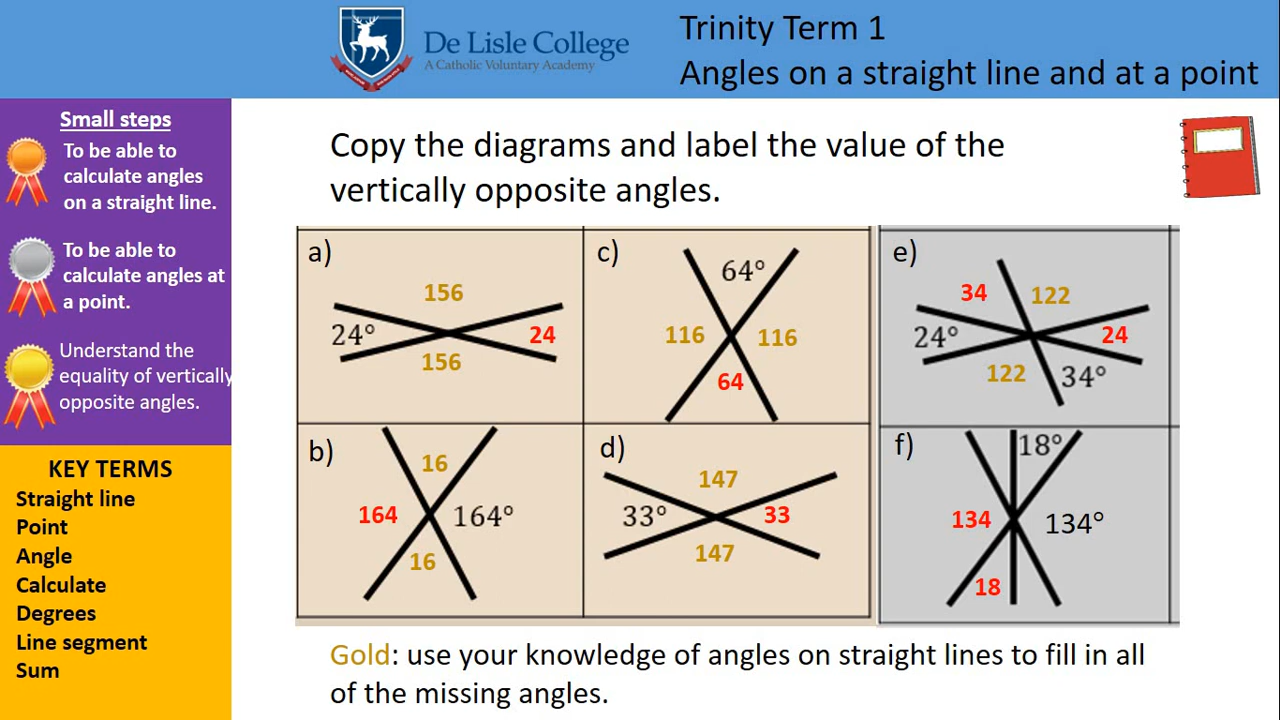 De Lisle College
A Catholic Voluntary Academy
Trinity Term 1
Angles on a straight line and at a point
Small steps
To be able to
calculate angles
on a straight line.
To be able to
calculate angles at
a point.
Understand the
equality of vertically
opposite angles.
KEY TERMS
Straight line
Point
Angle
Calculate
Degrees
Line segment
Sum
Copy the diagrams and label the value of the
vertically opposite angles.
a)
156
24°
24
156
c)
64°
116
116
64
e)
34
122
24°
24
122
34°
b)
16
164
164°
16
d)
147
33°
33
147
f)
18°
134
134°
18
Gold: use your knowledge of angles on straight lines to fill in all
of the missing angles.